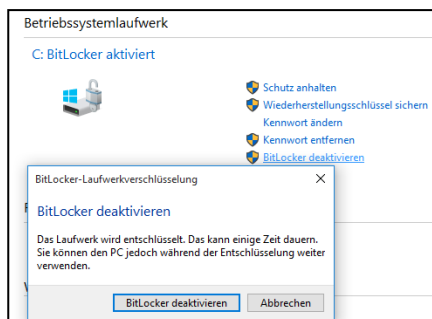 Betriebssystemlaufwerk
C: BitLocker aktiviert
Schutz anhalten
Wiederherstellungsschlüssel sichern
Kennwort ändern
Kennwort entfernen
BitLocker deaktivieren
BitLocker-Laufwerkverschlüsselung
BitLocker deaktivieren
Das Laufwerk wird entschlüsselt. Das kann einige Zeit dauern.
Sie können den PC jedoch während der Entschlüsselung weiter
verwenden.
BitLocker deaktivieren Abbrechen